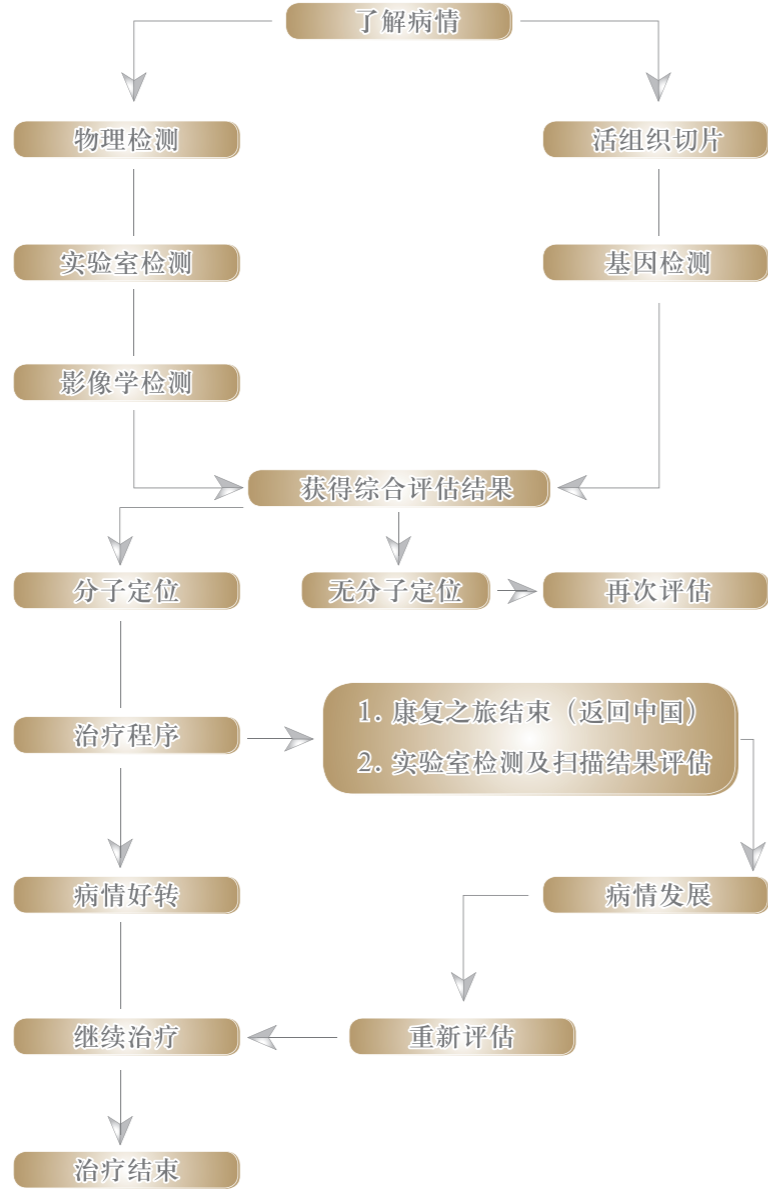 了解病情
物理检测
活组织切片
实验室检测
基因检测
影像学检测
获得综合评估结果
分子定位
无分子定位
再次评估
1. 康复之旅结束（返回中国）
治疗程序
2. 实验室检测及扫描结果评估
病情好转
病情发展
继续治疗
重新评估
治疗结束